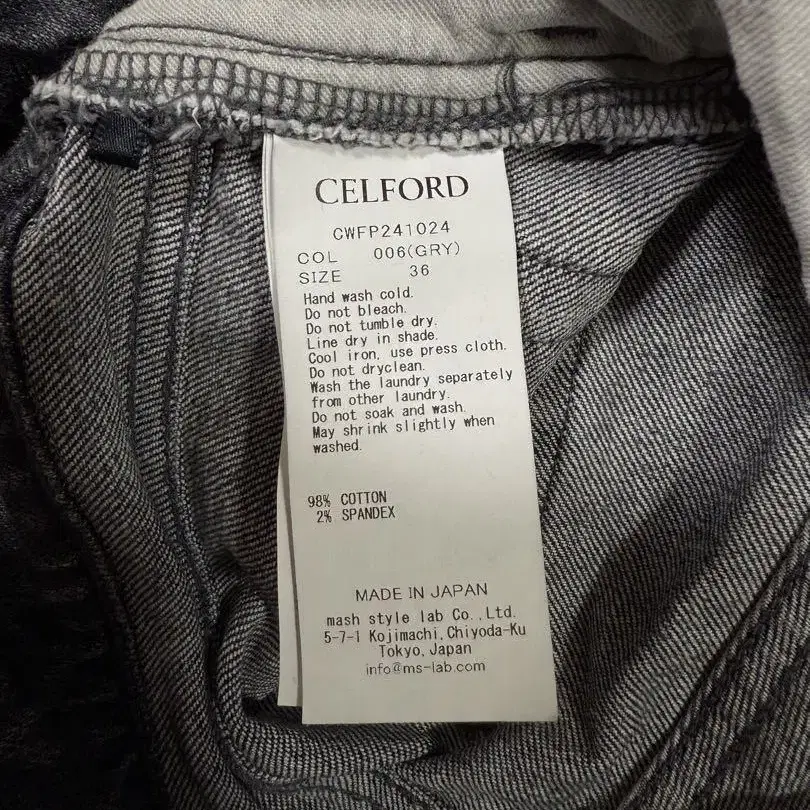 CELFORD
CWFP241024
COL 006(GRY)
SIZE 36
Hand wash cold.
Do not bleach.
Do not tumble dry.
Line dry in shade.
Cool iron, use press cloth.
Do not dryclean.
Wash the laundry separately
from other laundry.
Do not soak and wash.
May shrink slightly when
washed.
98% COTTON
2% SPANDEX
MADE IN JAPAN
mash style lab Co.,Ltd.
5-7-1 Kojimachi,Chiyoda-Ku
Tokyo,Japan
info@ms-lab.com